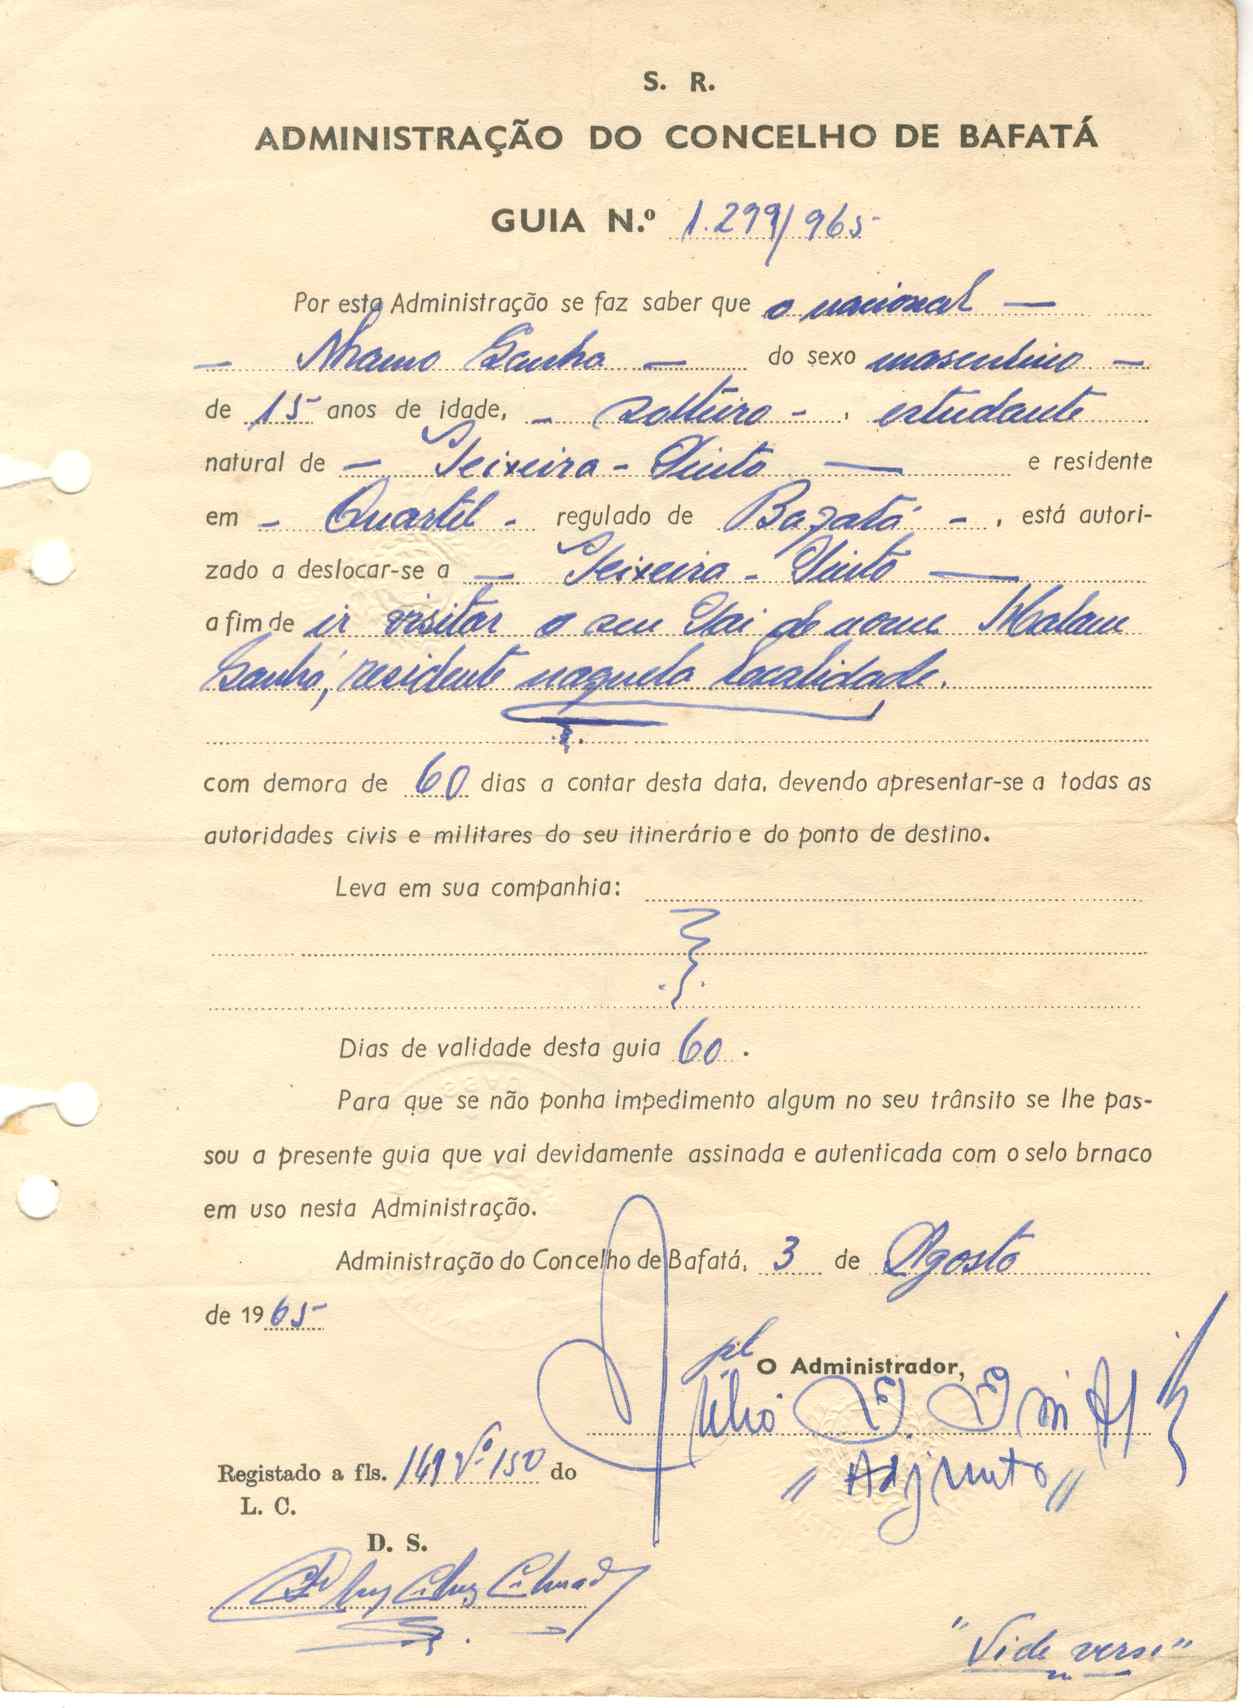 S. R.
ADMINISTRAÇÃO DO CONCELHO DE BAFATÁ
GUIA N.º 1.299/965-
Por esta Administração se faz saber que o nacional —
— Sanha — do sexo masculino —
de 15 anos de idade, - solteiro -, estudante
natural de — Teixeira - Pinto — e residente
em - Quartel - regulado de Bafatá -, está autori-
zado a deslocar-se a — Teixeira - Pinto —
a fim de ir visitar o seu Pai de nome Malam
Sanhá, residente naquela localidade.
com demora de 60 dias a contar desta data, devendo apresentar-se a todas as
autoridades civis e militares do seu itinerário e do ponto de destino.
Leva em sua companhia:
Dias de validade desta guia 60.
Para que se não ponha impedimento algum no seu trânsito se lhe pas-
sou a presente guia que vai devidamente assinada e autenticada com o selo brnaco
em uso nesta Administração.
Administração do Concelho de Bafatá, 3 de Agosto
de 1965-
O Administrador,
Júlio
"Adjunto"
Registado a fls. 149 Vº 150 do
L. C.
D. S.
"Vide verso"